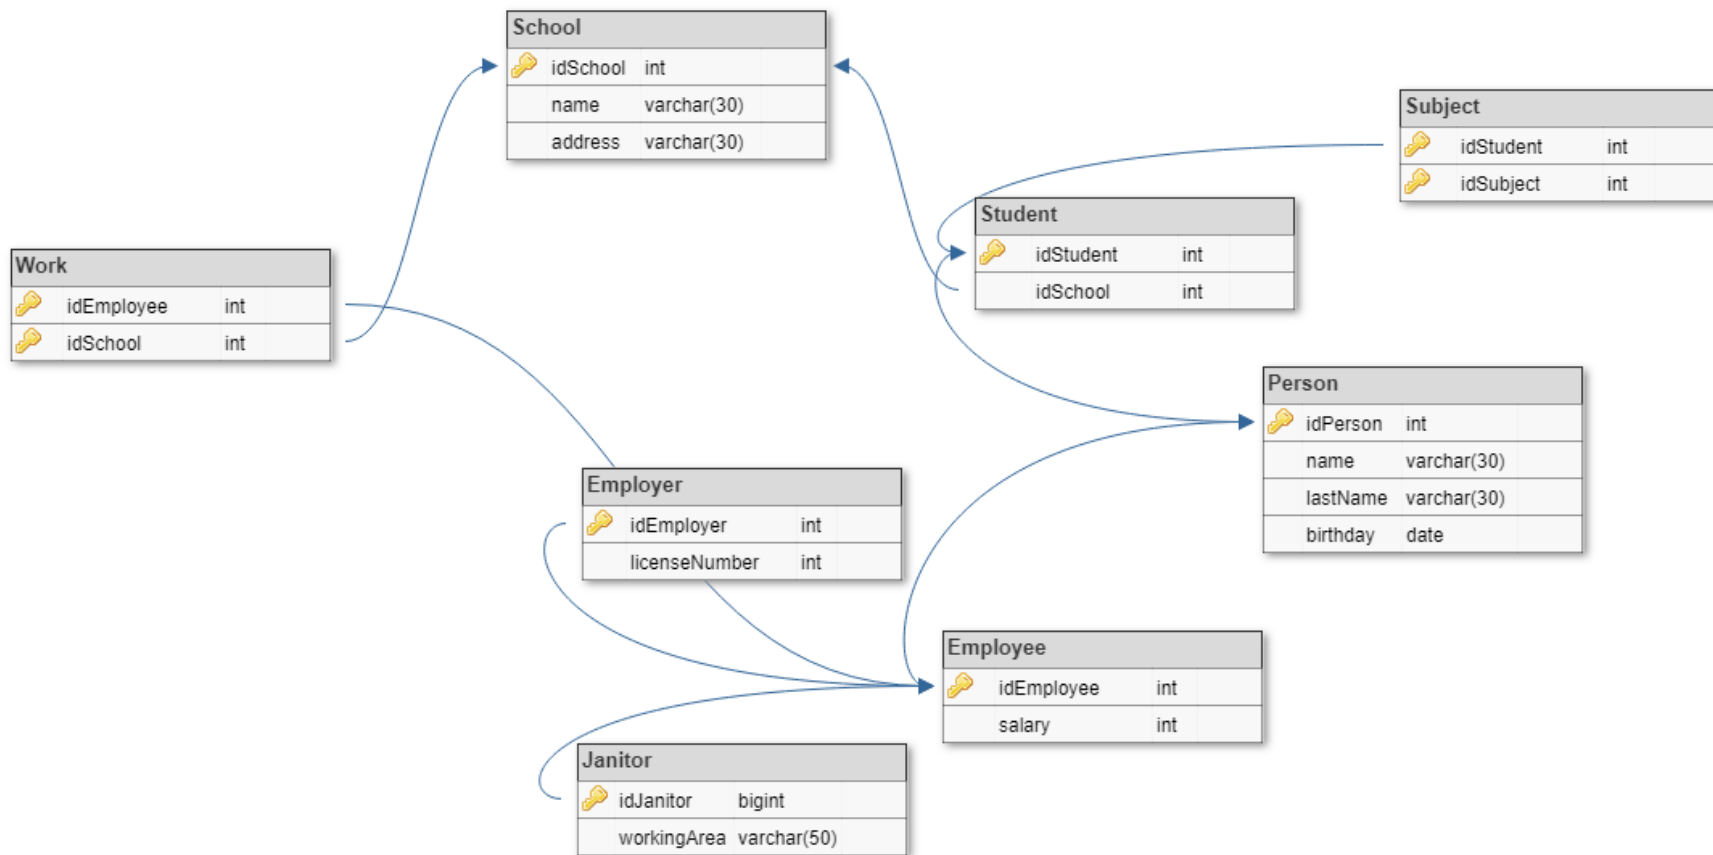 School
idSchool int
name varchar(30)
address varchar(30)
Subject
idStudent int
idSubject int
Student
idStudent int
idSchool int
Work
idEmployee int
idSchool int
Person
idPerson int
name varchar(30)
lastName varchar(30)
birthday date
Employer
idEmployer int
licenseNumber int
Employee
idEmployee int
salary int
Janitor
idJanitor bigint
workingArea varchar(50)